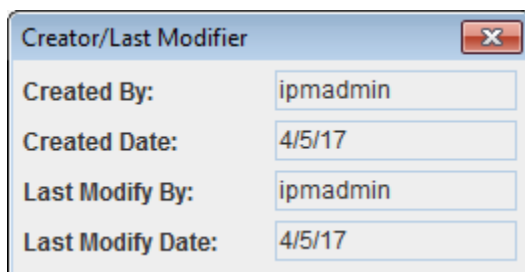 Creator/Last Modifier
Created By: ipmadmin
Created Date: 4/5/17
Last Modify By: ipmadmin
Last Modify Date: 4/5/17